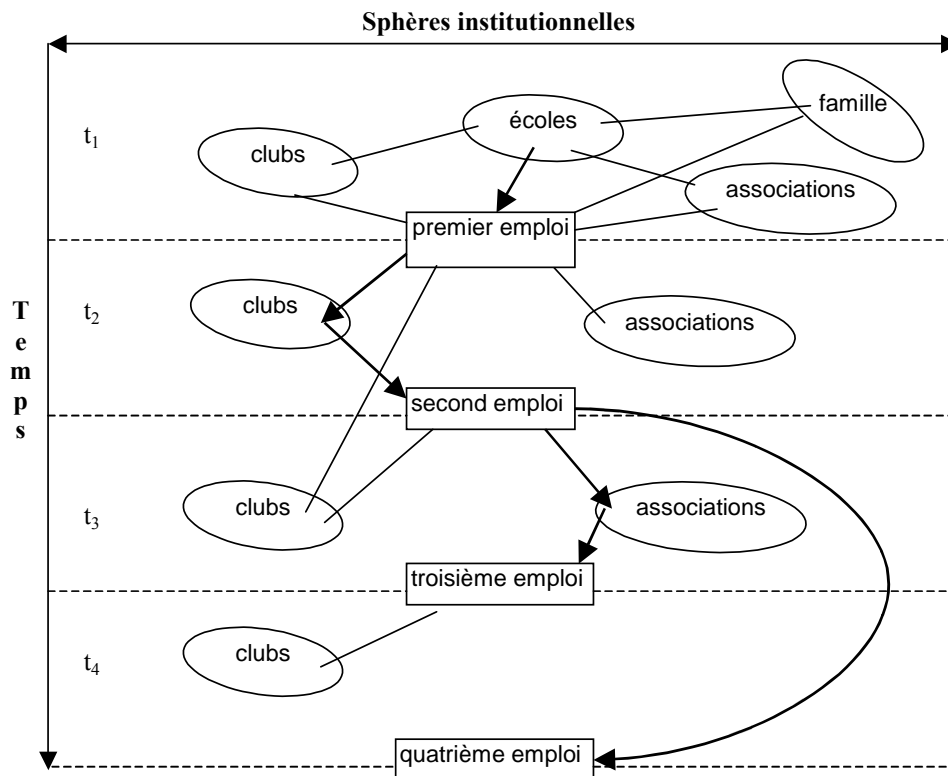 Sphères institutionnelles
famille
écoles
t1
clubs
associations
premier emploi
Temps
t2
clubs
associations
second emploi
t3
clubs
associations
troisième emploi
t4
clubs
quatrième emploi